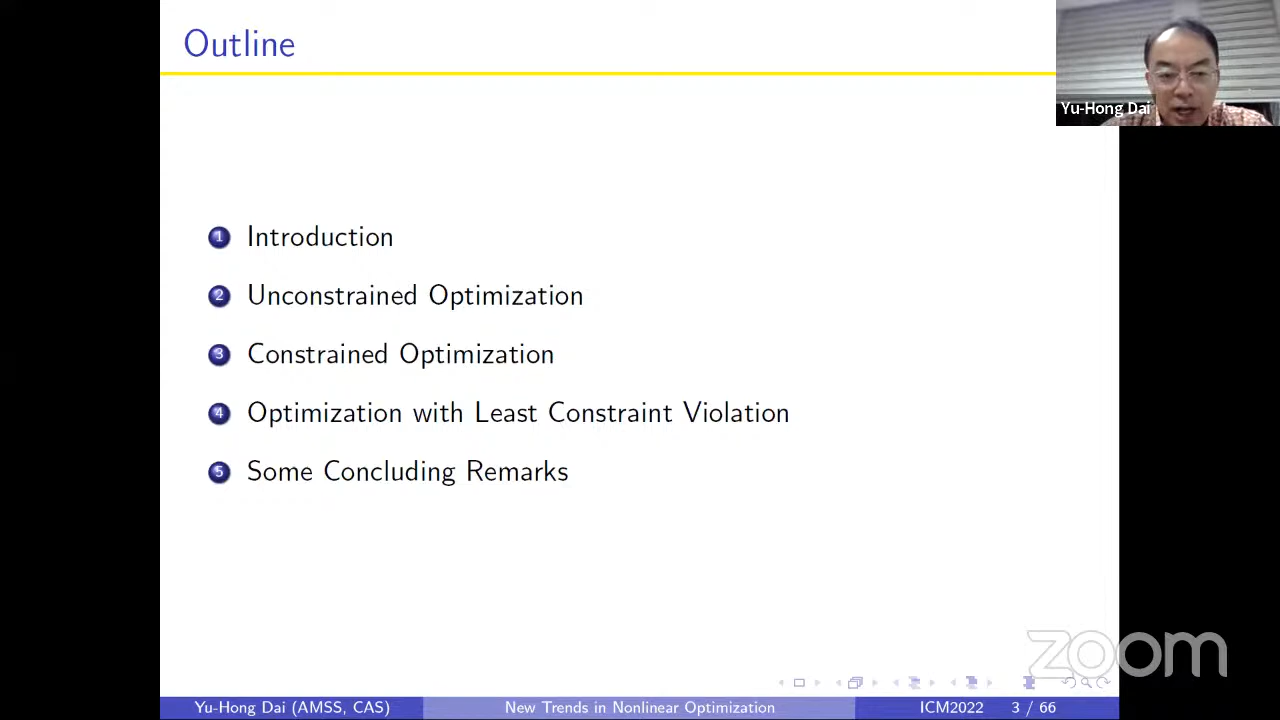 Outline
Yu-Hong Dai
1 Introduction
2 Unconstrained Optimization
3 Constrained Optimization
4 Optimization with Least Constraint Violation
5 Some Concluding Remarks
zoom
Yu-Hong Dai (AMSS, CAS) New Trends in Nonlinear Optimization ICM2022 3 / 66